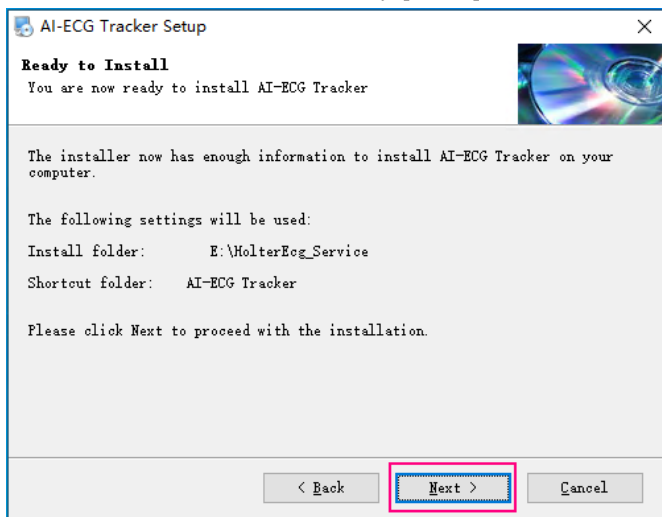 AI-ECG Tracker Setup
Ready to Install
You are now ready to install AI-ECG Tracker
The installer now has enough information to install AI-ECG Tracker on your
computer.
The following settings will be used:
Install folder: E:\HolterEcg_Service
Shortcut folder: AI-ECG Tracker
Please click Next to proceed with the installation.
< Back Next > Cancel